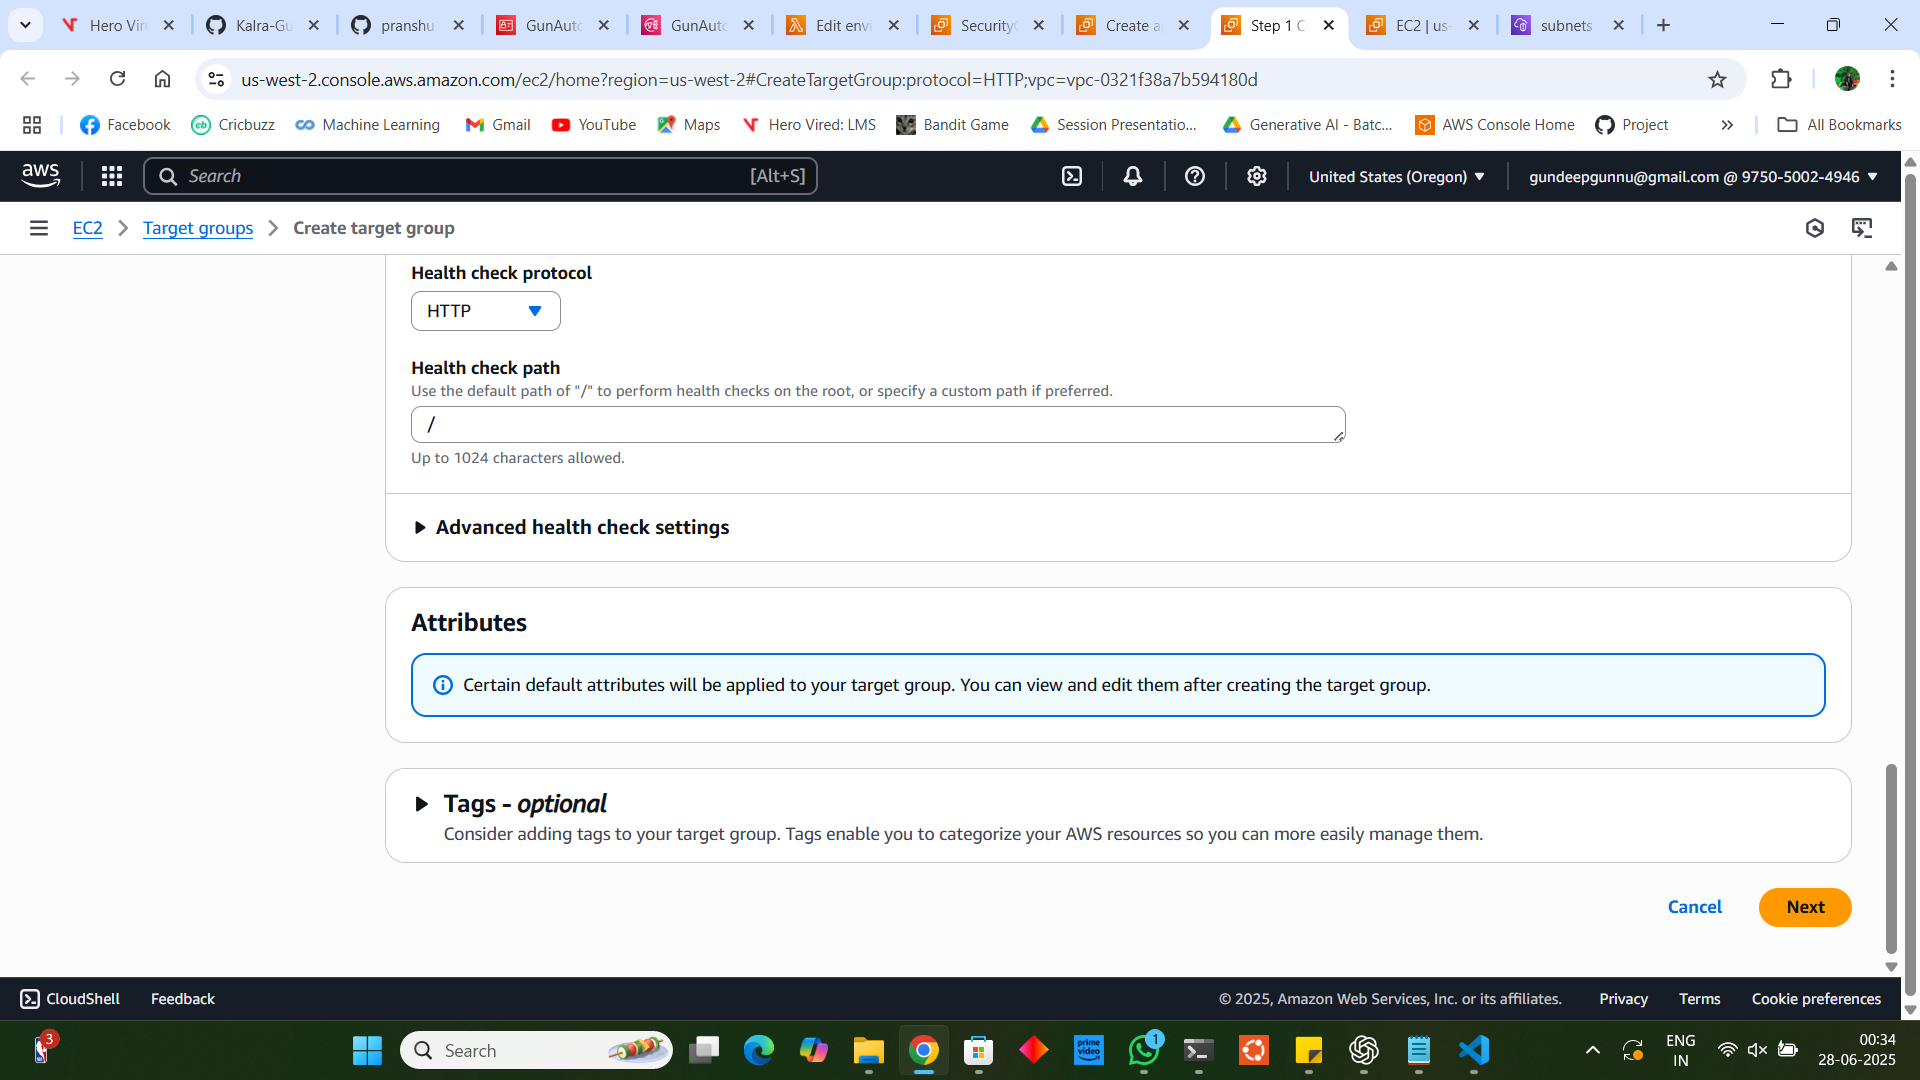 Hero Vire
Kalra-Gu
pranshu
GunAuto
GunAuto
Edit envi
SecurityG
Create a
Step 1 C
EC2 | us-
subnets
us-west-2.console.aws.amazon.com/ec2/home?region=us-west-2#CreateTargetGroup:protocol=HTTP;vpc=vpc-0321f38a7b594180d
Facebook
Cricbuzz
Machine Learning
Gmail
YouTube
Maps
Hero Vired: LMS
Bandit Game
Session Presentatio...
Generative AI - Batc...
AWS Console Home
Project
All Bookmarks
aws
Search
[Alt+S]
United States (Oregon)
gundeepgunnu@gmail.com @ 9750-5002-4946
EC2
Target groups
Create target group
Health check protocol
HTTP
Health check path
Use the default path of "/" to perform health checks on the root, or specify a custom path if preferred.
/
Up to 1024 characters allowed.
Advanced health check settings
Attributes
Certain default attributes will be applied to your target group. You can view and edit them after creating the target group.
Tags - optional
Consider adding tags to your target group. Tags enable you to categorize your AWS resources so you can more easily manage them.
Cancel
Next
CloudShell
Feedback
© 2025, Amazon Web Services, Inc. or its affiliates.
Privacy
Terms
Cookie preferences
3
Search
prime video
1
ENG
IN
00:34
28-06-2025